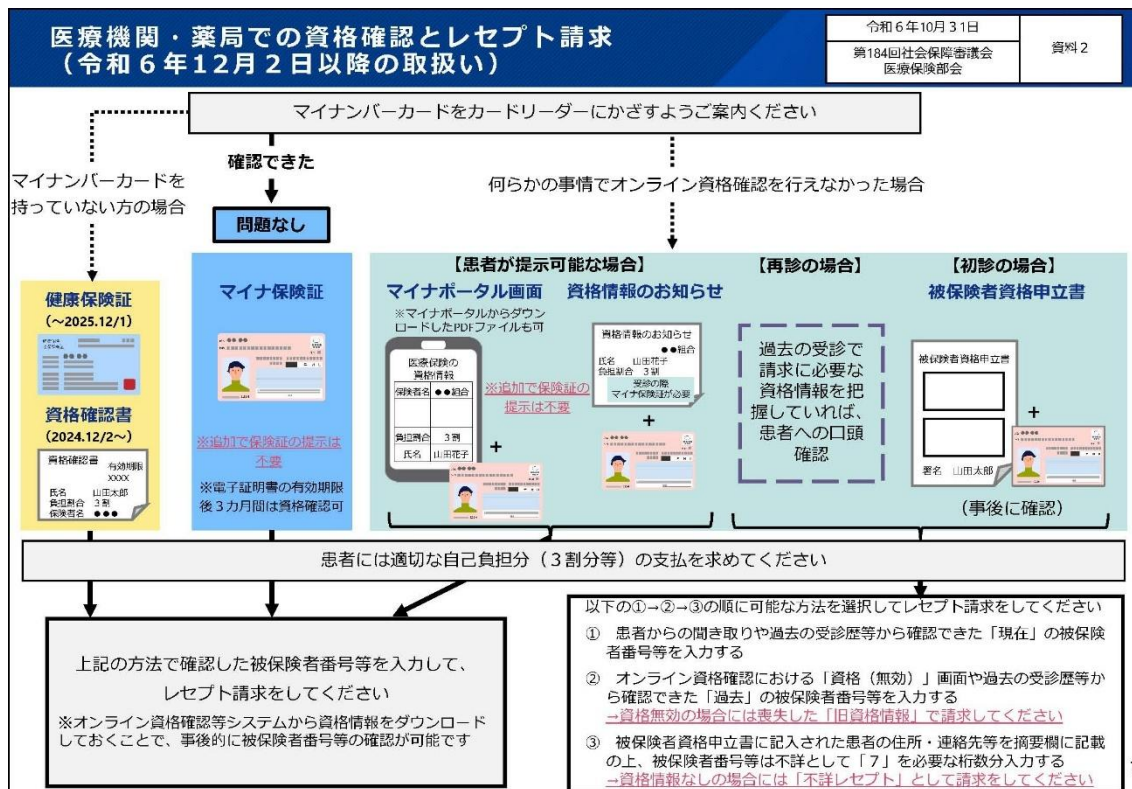 医療機関・薬局での資格確認とレセプト請求
（令和６年12月２日以降の取扱い）
令和６年10月３１日
第184回社会保障審議会
医療保険部会
資料２
マイナンバーカードをカードリーダーにかざすようご案内ください
マイナンバーカードを
持っていない方の場合
確認できた
問題なし
何らかの事情でオンライン資格確認を行えなかった場合
健康保険証
（～2025.12/1）
資格確認書
（2024.12/2～）
資格確認書
有効期限
XXXX
氏名　山田太郎
負担割合　３割
保険者名　●●●
マイナ保険証
※追加で保険証の提示は
不要
※電子証明書の有効期限
後３カ月間は資格確認可
【患者が提示可能な場合】
マイナポータル画面
※マイナポータルからダウン
ロードしたPDFファイルも可
医療保険の
資格情報
保険者名　●●組合
負担割合　３割
氏名　山田花子
+
※追加で保険証の
提示は不要
資格情報のお知らせ
資格情報のお知らせ
●●組合
氏名　山田花子
負担割合　３割
受診の際
マイナ保険証が必要
+
【再診の場合】
過去の受診で
請求に必要な
資格情報を把
握していれば、
患者への口頭
確認
【初診の場合】
被保険者資格申立書
被保険者資格申立書
署名　山田太郎
+
（事後に確認）
患者には適切な自己負担分（３割分等）の支払を求めてください
上記の方法で確認した被保険者番号等を入力して、
レセプト請求をしてください
※オンライン資格確認等システムから資格情報をダウンロード
しておくことで、事後的に被保険者番号等の確認が可能です
以下の①→②→③の順に可能な方法を選択してレセプト請求をしてください
①　患者からの聞き取りや過去の受診歴等から確認できた「現在」の被保険
者番号等を入力する
②　オンライン資格確認における「資格（無効）」画面や過去の受診歴等か
ら確認できた「過去」の被保険者番号等を入力する
→資格無効の場合には喪失した「旧資格情報」で請求してください
③　被保険者資格申立書に記入された患者の住所・連絡先等を摘要欄に記載
の上、被保険者番号等は不詳として「７」を必要な桁数分入力する
→資格情報なしの場合には「不詳レセプト」として請求をしてください